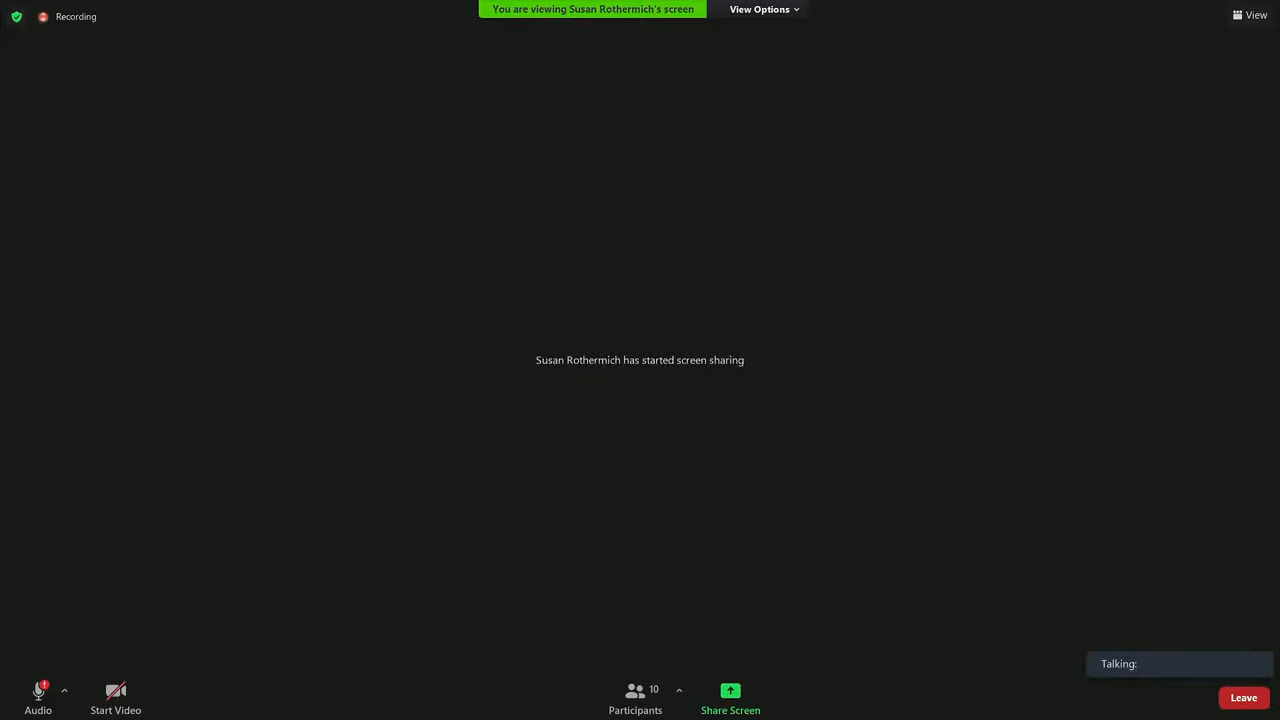 Recording
You are viewing Susan Rothermich's screen
View Options
View
Susan Rothermich has started screen sharing
Talking:
Audio
Start Video
10
Participants
Share Screen
Leave